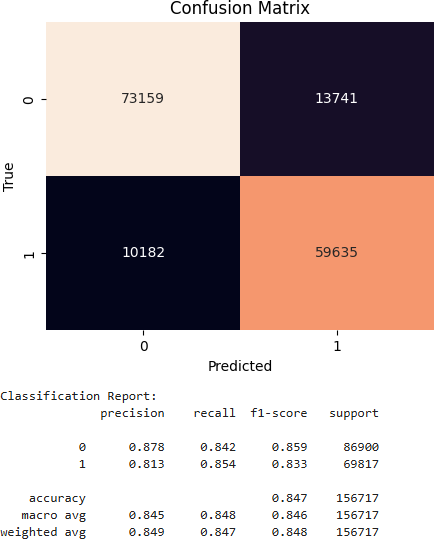 Confusion Matrix
0
73159 13741
True
1
10182 59635
0 1
Predicted
Classification Report:
precision recall f1-score support
0 0.878 0.842 0.859 86900
1 0.813 0.854 0.833 69817
accuracy 0.847 156717
macro avg 0.845 0.848 0.846 156717
weighted avg 0.849 0.847 0.848 156717